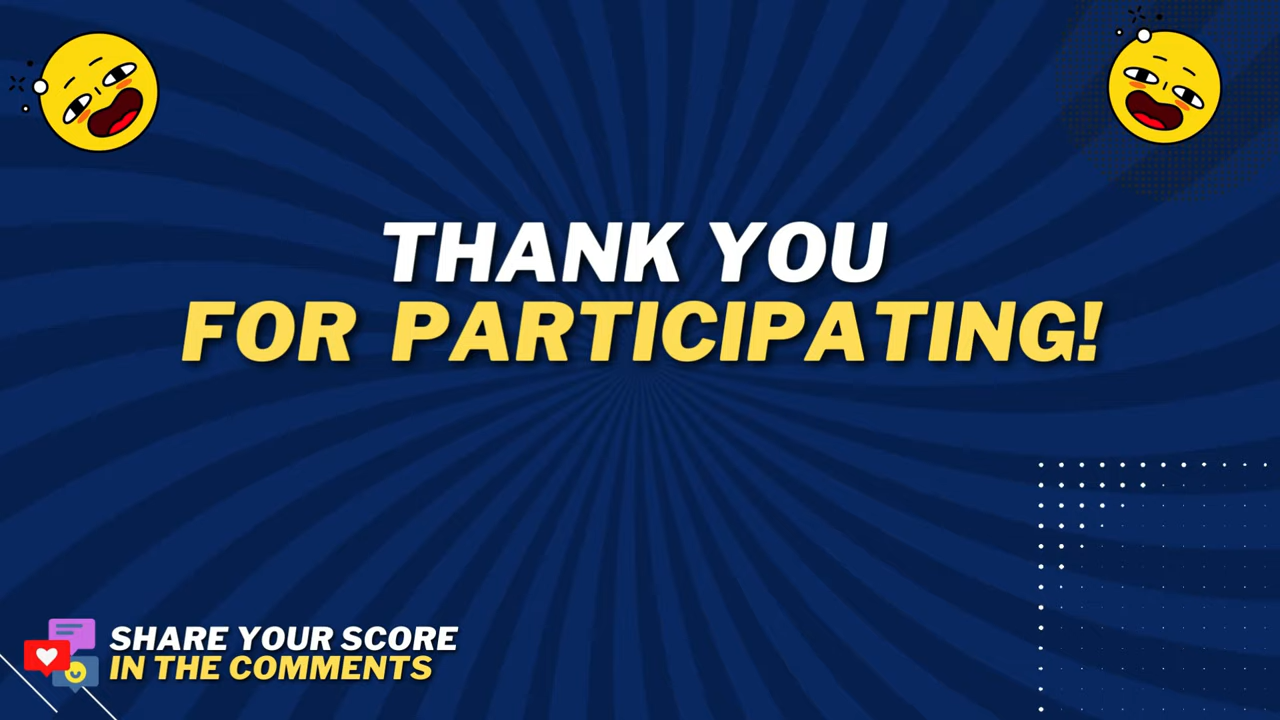 THANK YOU
FOR PARTICIPATING!
SHARE YOUR SCORE
IN THE COMMENTS